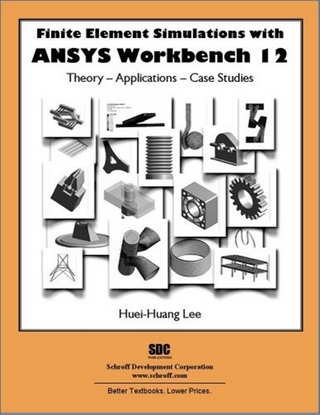 Finite Element Simulations with
ANSYS Workbench 12
Theory – Applications – Case Studies
Huei-Huang Lee
SDC
PUBLICATIONS
Schroff Development Corporation
www.schroff.com
Better Textbooks. Lower Prices.